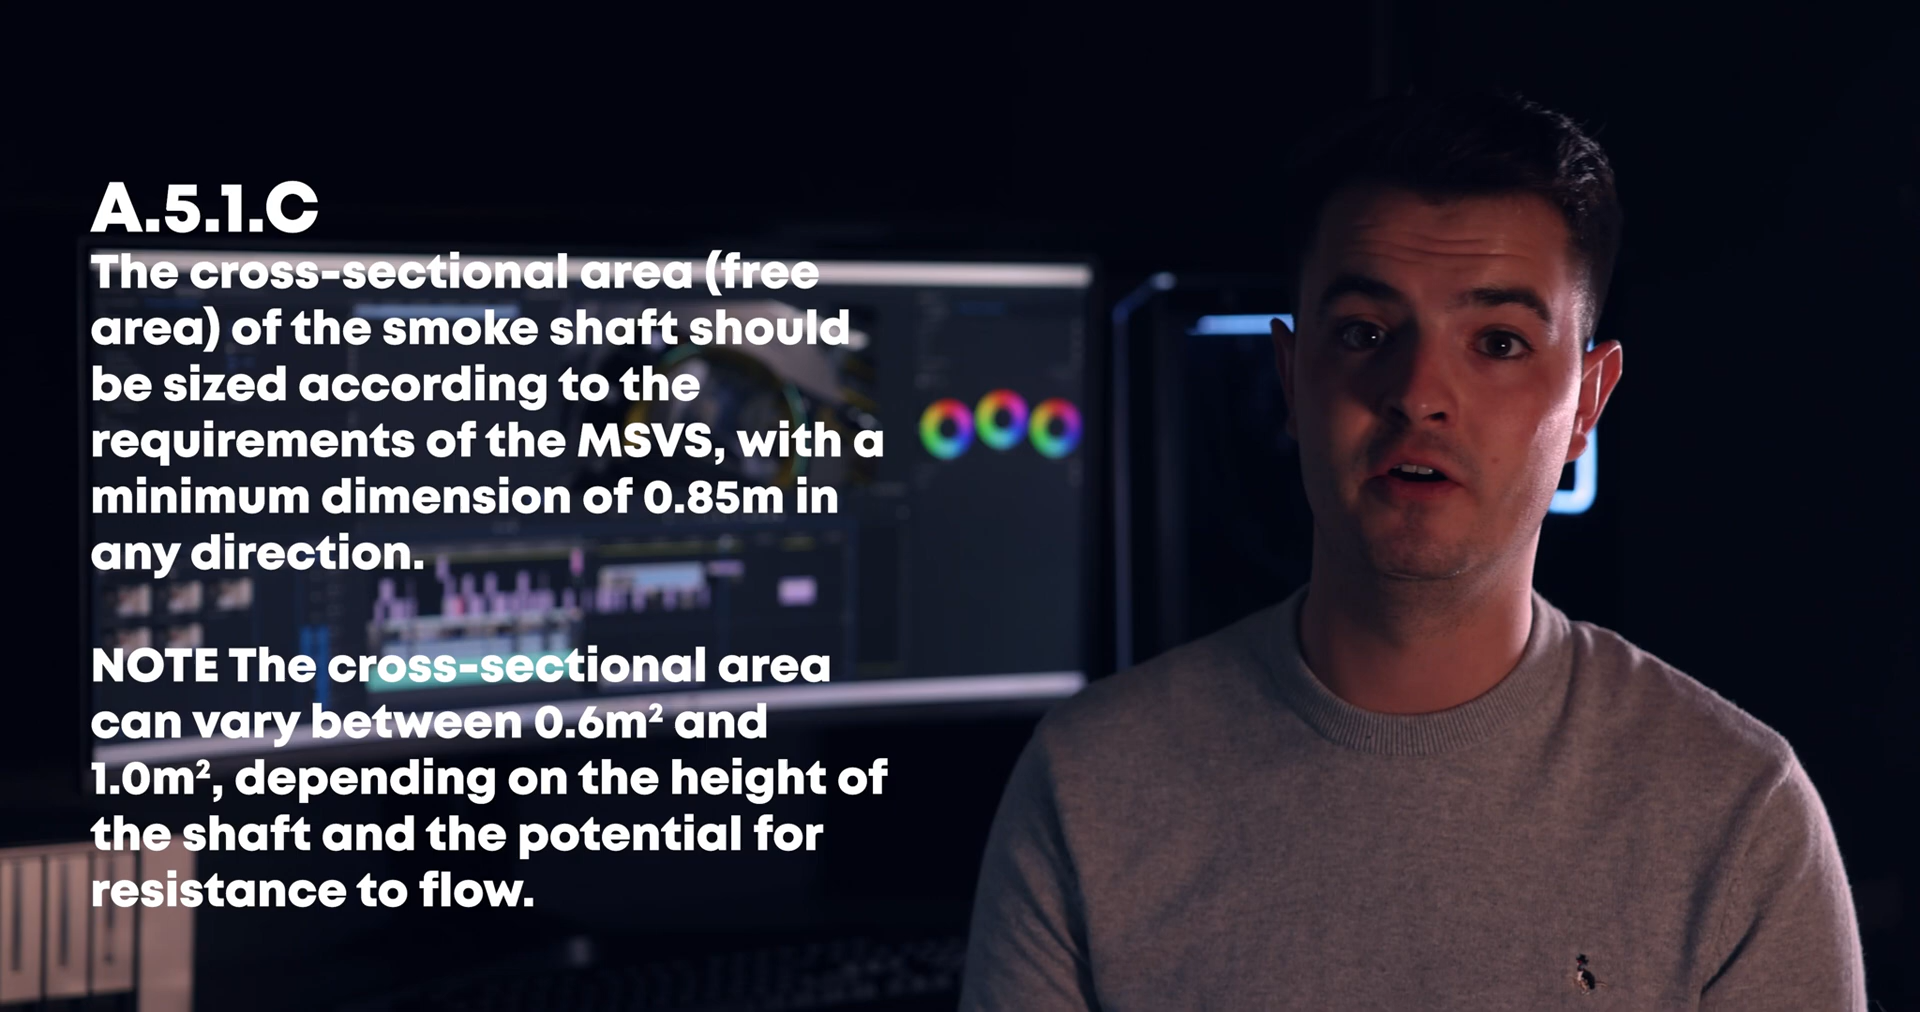 A.5.1.C
The cross-sectional area (free
area) of the smoke shaft should
be sized according to the
requirements of the MSVS, with a
minimum dimension of 0.85m in
any direction.
NOTE The cross-sectional area
can vary between 0.6m² and
1.0m², depending on the height of
the shaft and the potential for
resistance to flow.